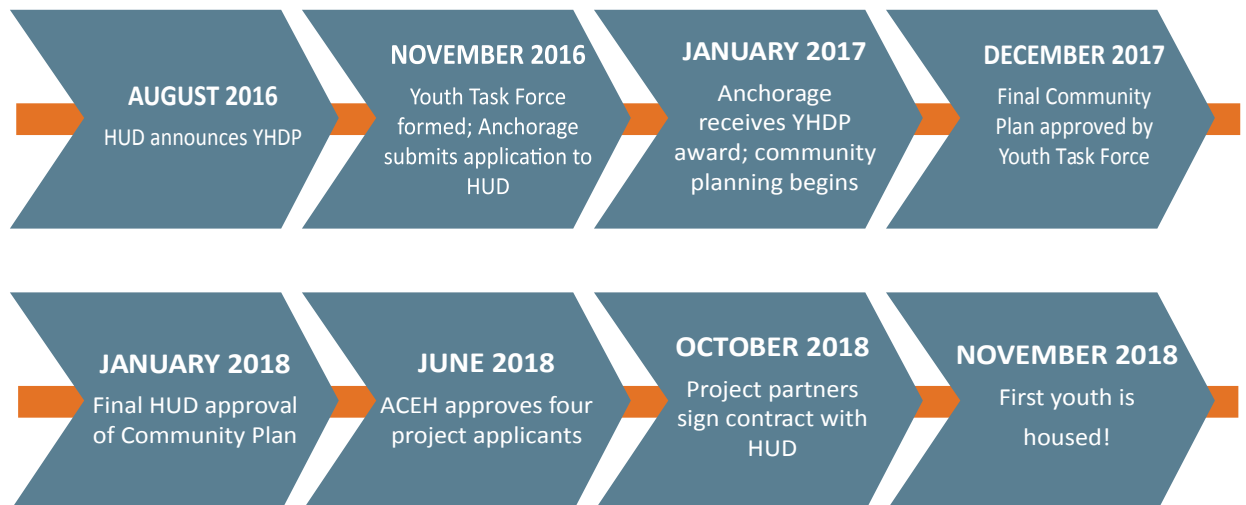 AUGUST 2016
HUD announces YHDP
NOVEMBER 2016
Youth Task Force
formed; Anchorage
submits application to
HUD
JANUARY 2017
Anchorage
receives YHDP
award; community
planning begins
DECEMBER 2017
Final Community
Plan approved by
Youth Task Force
JANUARY 2018
Final HUD approval
of Community Plan
JUNE 2018
ACEH approves four
project applicants
OCTOBER 2018
Project partners
sign contract with
HUD
NOVEMBER 2018
First youth is
housed!